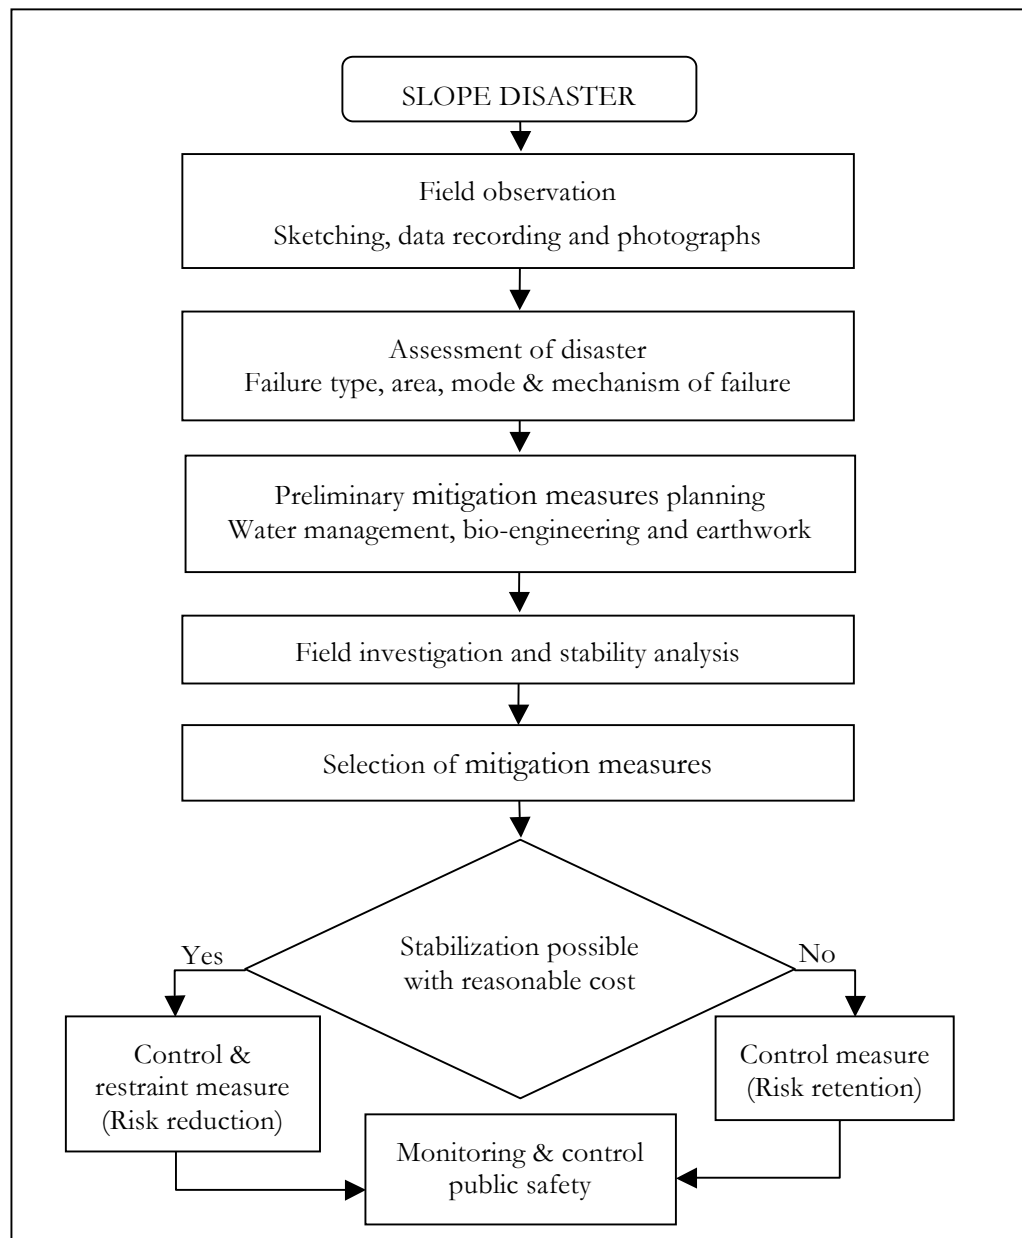 SLOPE DISASTER
Field observation
Sketching, data recording and photographs
Assessment of disaster
Failure type, area, mode & mechanism of failure
Preliminary mitigation measures planning
Water management, bio-engineering and earthwork
Field investigation and stability analysis
Selection of mitigation measures
Stabilization possible
with reasonable cost
Yes
No
Control &
restraint measure
(Risk reduction)
Control measure
(Risk retention)
Monitoring & control
public safety